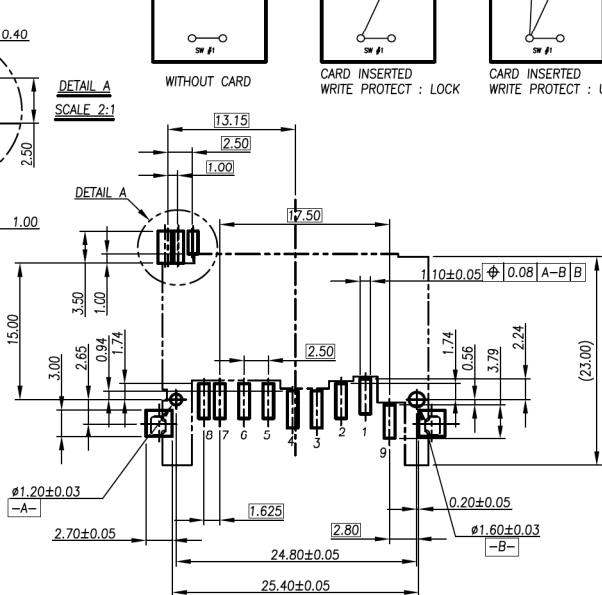 0.40
SW #1
SW #1
SW #1
WITHOUT CARD
CARD INSERTED
WRITE PROTECT : LOCK
CARD INSERTED
WRITE PROTECT :
DETAIL A
SCALE 2:1
2.50
1.00
13.15
2.50
1.00
DETAIL A
17.50
1.10±0.05
⌖ 0.08 A-B B
3.50
1.00
15.00
3.00
2.65
0.94
1.74
2.50
1.74
0.56
3.79
2.24
(23.00)
8 7 6 5 4 3 2 1
9
ø1.20±0.03
-A-
2.70±0.05
1.625
2.80
0.20±0.05
ø1.60±0.03
-B-
24.80±0.05
25.40±0.05